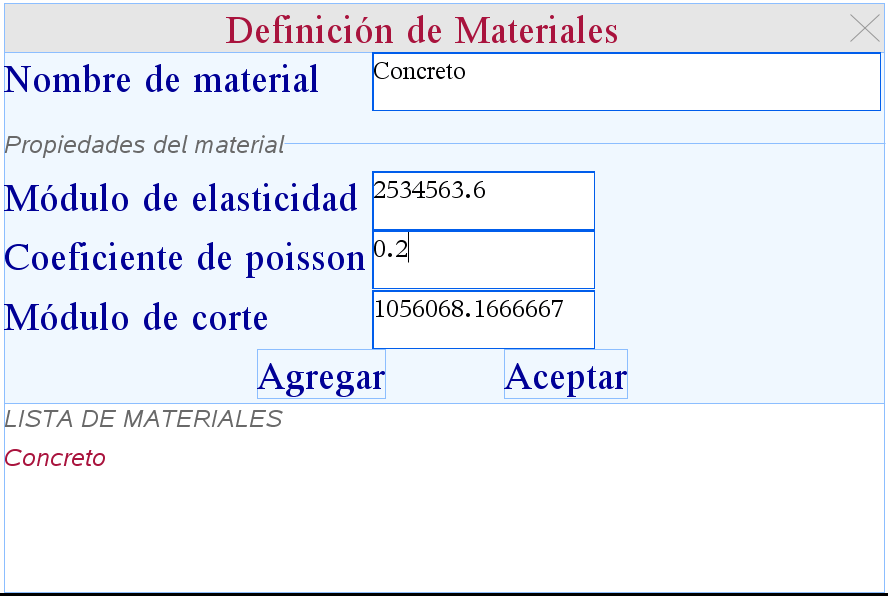 Definición de Materiales
Nombre de material Concreto
Propiedades del material
Módulo de elasticidad 2534563.6
Coeficiente de poisson 0.2
Módulo de corte 1056068.1666667
Agregar Aceptar
LISTA DE MATERIALES
Concreto